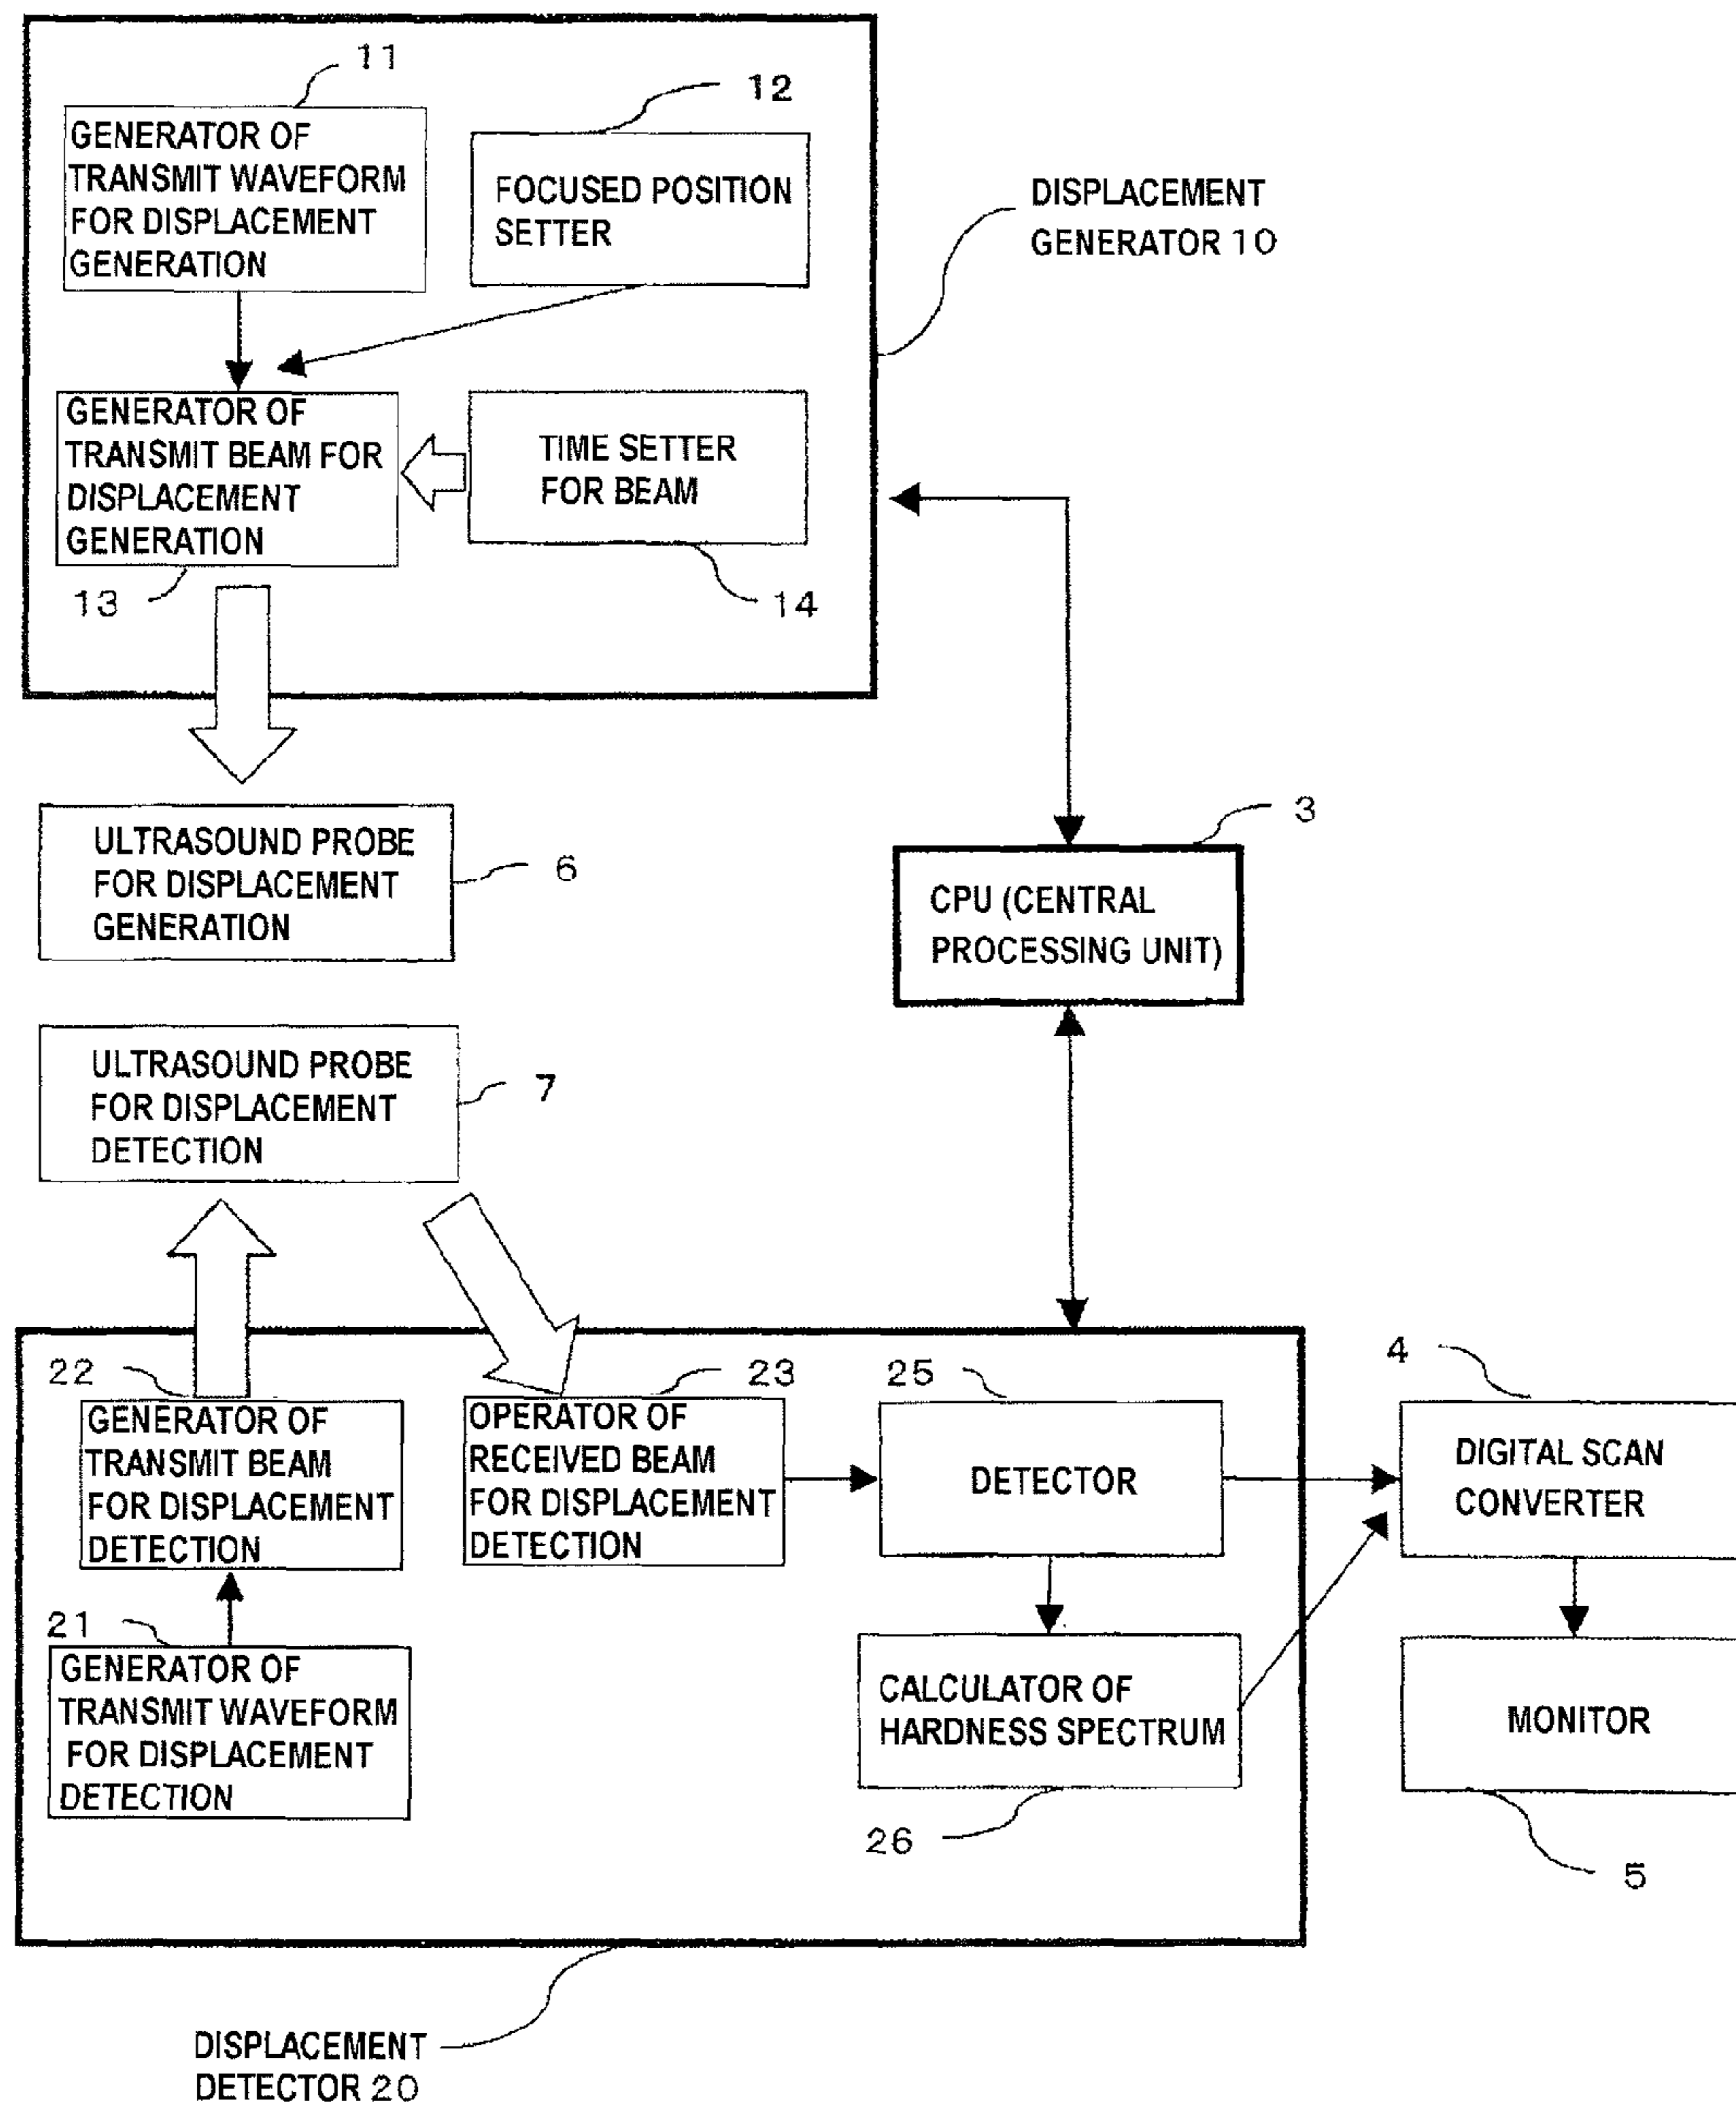 11
GENERATOR OF
TRANSMIT WAVEFORM
FOR DISPLACEMENT
GENERATION
12
FOCUSED POSITION
SETTER
DISPLACEMENT
GENERATOR 10
GENERATOR OF
TRANSMIT BEAM FOR
DISPLACEMENT
GENERATION
13
TIME SETTER
FOR BEAM
14
ULTRASOUND PROBE
FOR DISPLACEMENT
GENERATION
6
3
CPU (CENTRAL
PROCESSING UNIT)
ULTRASOUND PROBE
FOR DISPLACEMENT
DETECTION
7
22
GENERATOR OF
TRANSMIT BEAM
FOR DISPLACEMENT
DETECTION
23
OPERATOR OF
RECEIVED BEAM
FOR DISPLACEMENT
DETECTION
25
DETECTOR
4
DIGITAL SCAN
CONVERTER
21
GENERATOR OF
TRANSMIT WAVEFORM
FOR DISPLACEMENT
DETECTION
CALCULATOR OF
HARDNESS SPECTRUM
26
MONITOR
5
DISPLACEMENT
DETECTOR 20